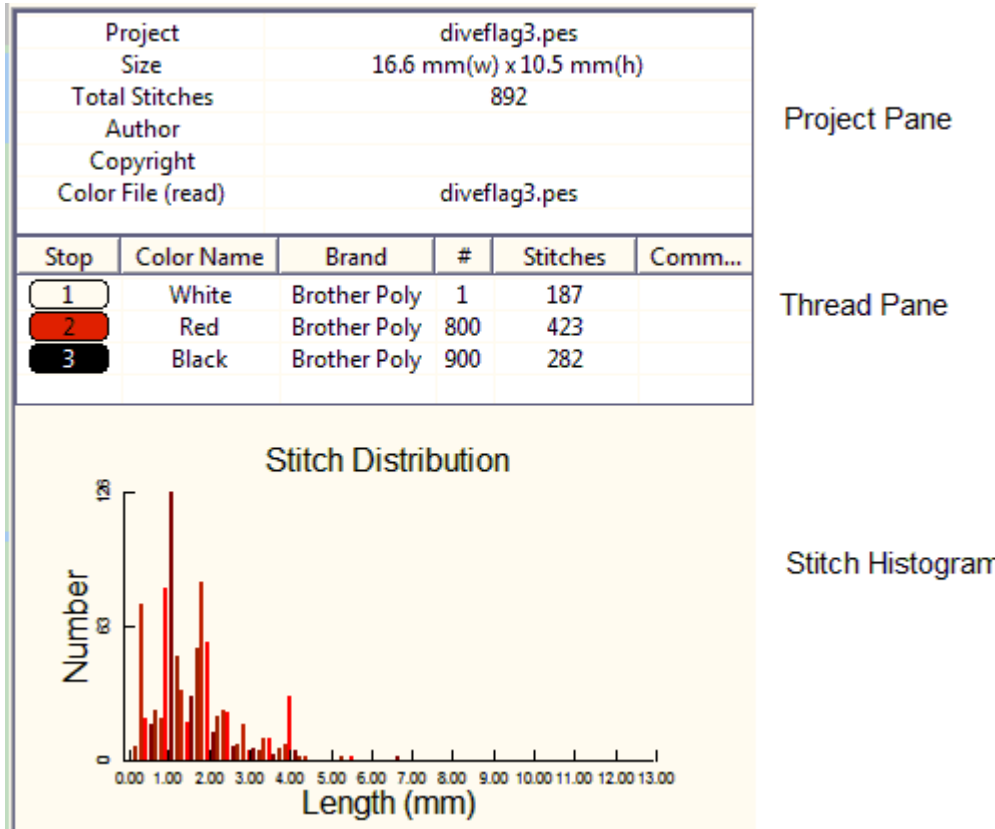 Project diveflag3.pes
Size 16.6 mm(w) x 10.5 mm(h)
Total Stitches 892
Author
Copyright
Color File (read) diveflag3.pes
Project Pane
Stop Color Name Brand # Stitches Comm...
1 White Brother Poly 1 187
2 Red Brother Poly 800 423
3 Black Brother Poly 900 282
Thread Pane
Stitch Distribution
126
63
0
Number
0.00 1.00 2.00 3.00 4.00 5.00 6.00 7.00 8.00 9.00 10.00 11.00 12.00 13.00
Length (mm)
Stitch Histogram